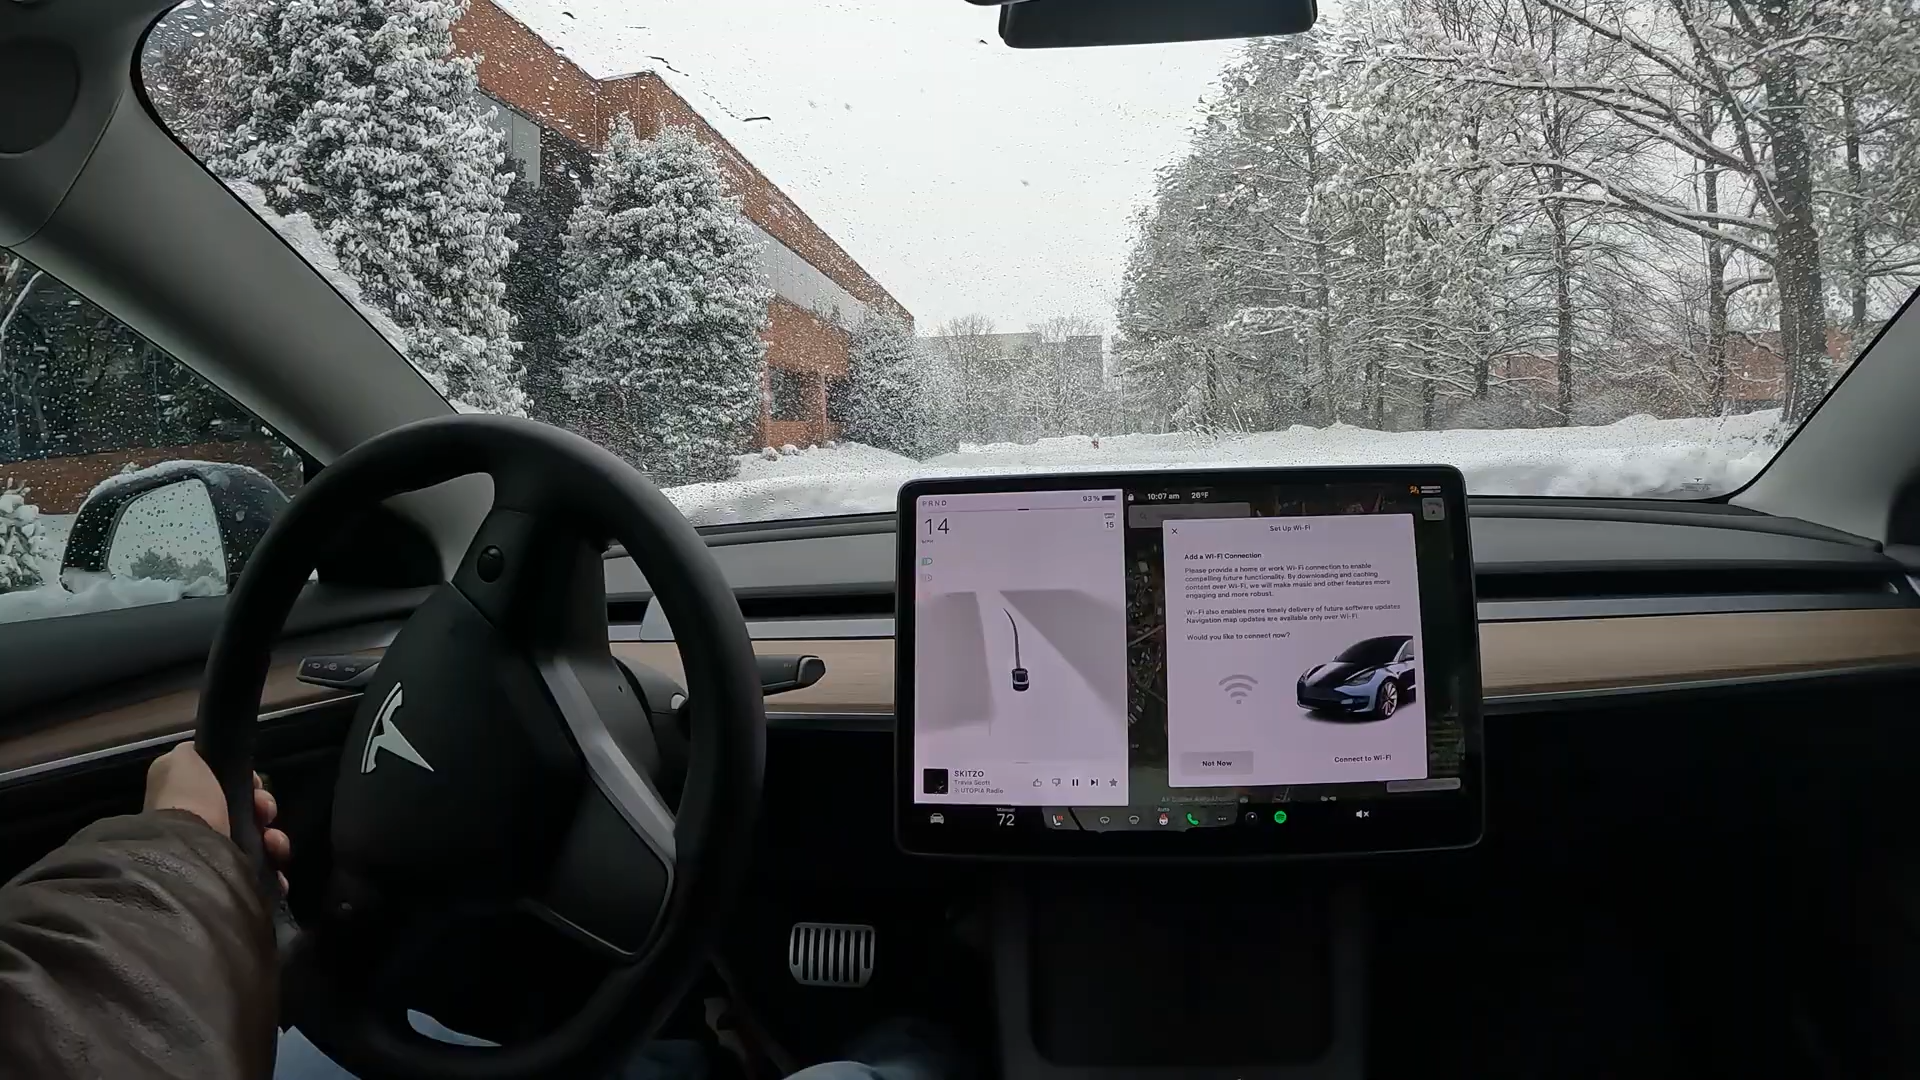 PRND
93%
14
MPH
15
SKITZO
Travis Scott
UTOPIA Radio
10:07 am 26°F
Set Up Wi-Fi
Add a Wi-Fi Connection
Please provide a home or work Wi-Fi connection to enable
compelling future functionality. By downloading and caching
content over Wi-Fi, we will make music and other features more
engaging and more robust.
Wi-Fi also enables more timely delivery of future software updates
Navigation map updates are available only over Wi-Fi
Would you like to connect now?
Not Now
Connect to Wi-Fi
Manual
72
Auto